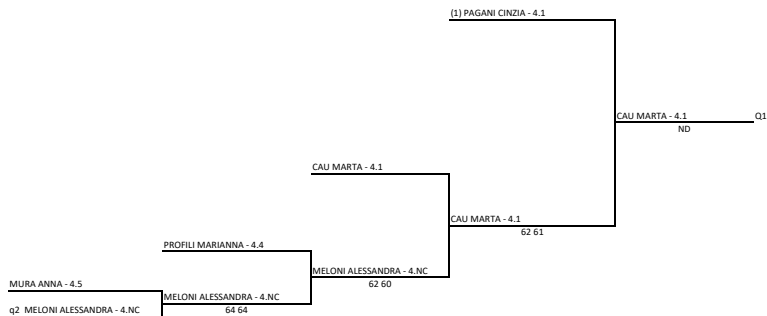 (1) PAGANI CINZIA - 4.1
CAU MARTA - 4.1 Q1
ND
CAU MARTA - 4.1
CAU MARTA - 4.1
62 61
PROFILI MARIANNA - 4.4
MELONI ALESSANDRA - 4.NC
62 60
MURA ANNA - 4.5
MELONI ALESSANDRA - 4.NC
q2 MELONI ALESSANDRA - 4.NC
64 64